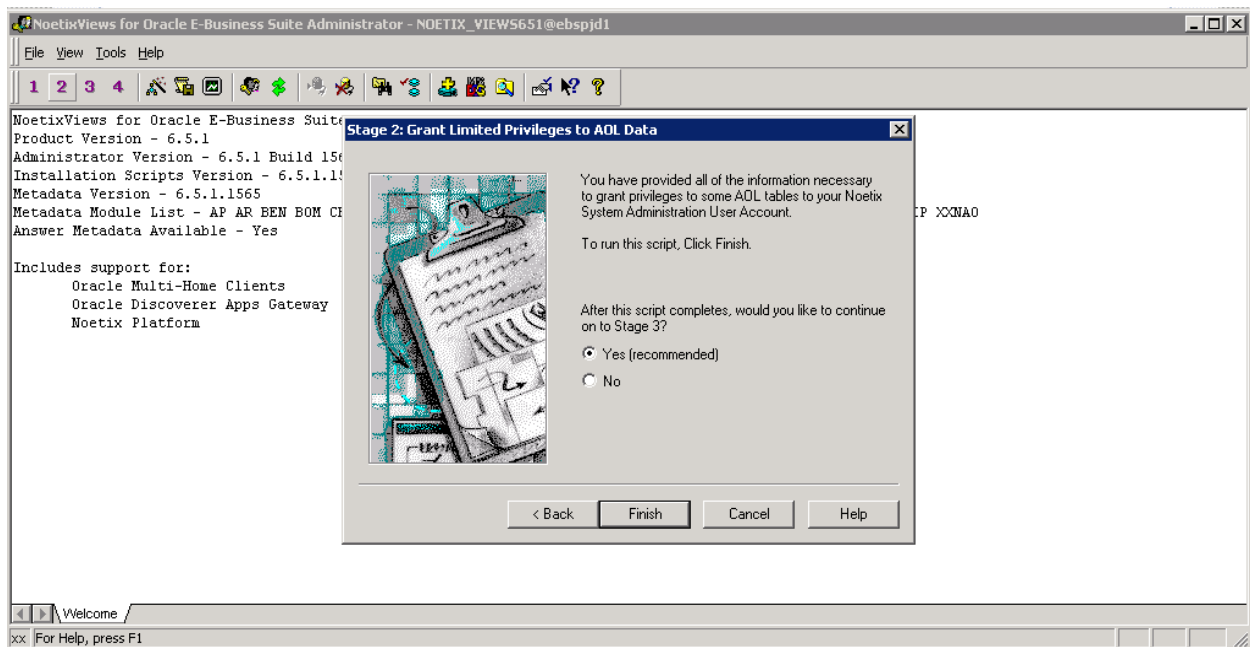 NoetixViews for Oracle E-Business Suite Administrator - NOETIX_VIEWS651@ebspjd1
File View Tools Help
1 2 3 4
NoetixViews for Oracle E-Business Suite
Product Version - 6.5.1
Administrator Version - 6.5.1 Build 156
Installation Scripts Version - 6.5.1.15
Metadata Version - 6.5.1.1565
Metadata Module List - AP AR BEN BOM CH
IP XXNAO
Answer Metadata Available - Yes
Includes support for:
Oracle Multi-Home Clients
Oracle Discoverer Apps Gateway
Noetix Platform
Stage 2: Grant Limited Privileges to AOL Data
You have provided all of the information necessary
to grant privileges to some AOL tables to your Noetix
System Administration User Account.
To run this script, Click Finish.
After this script completes, would you like to continue
on to Stage 3?
Yes (recommended)
No
< Back Finish Cancel Help
Welcome
xx For Help, press F1